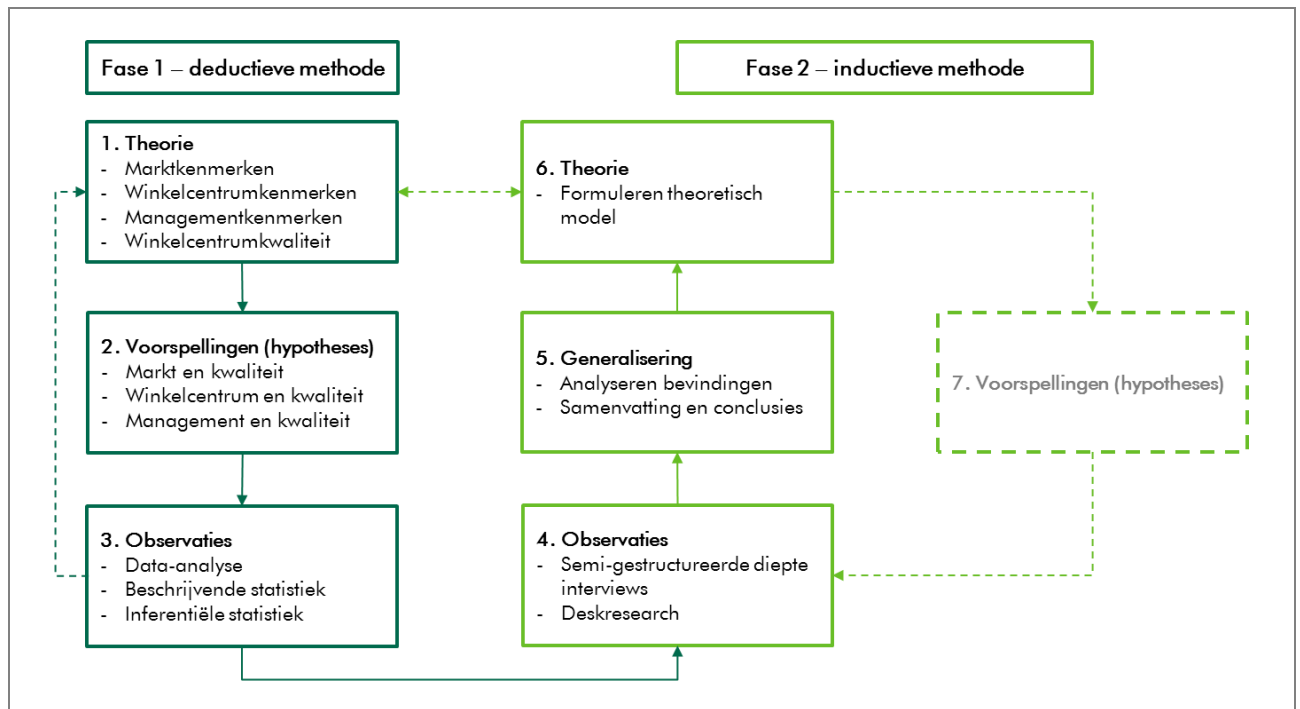 Fase 1 – deductieve methode
Fase 2 – inductieve methode
1. Theorie
- Marktkenmerken
- Winkelcentrumkenmerken
- Managementkenmerken
- Winkelcentrumkwaliteit
2. Voorspellingen (hypotheses)
- Markt en kwaliteit
- Winkelcentrum en kwaliteit
- Management en kwaliteit
3. Observaties
- Data-analyse
- Beschrijvende statistiek
- Inferentiële statistiek
4. Observaties
- Semi-gestructureerde diepte
interviews
- Deskresearch
5. Generalisering
- Analyseren bevindingen
- Samenvatting en conclusies
6. Theorie
- Formuleren theoretisch
model
7. Voorspellingen (hypotheses)